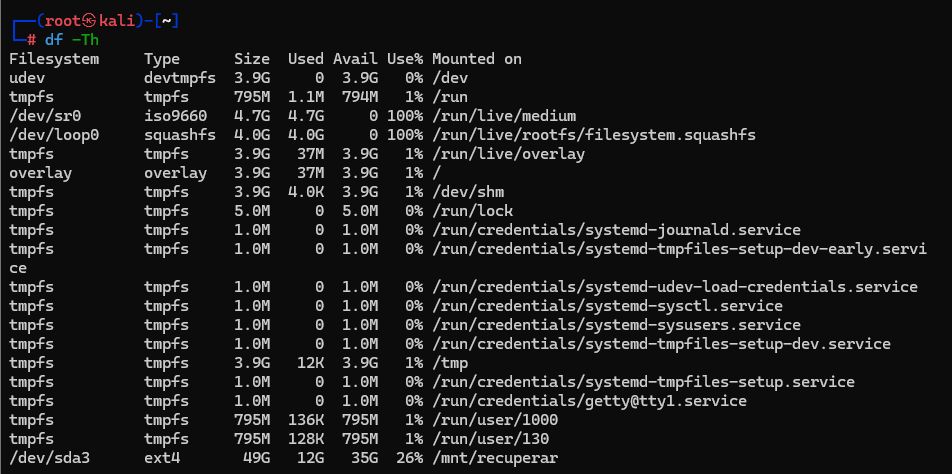 ┌──(root㉿kali)-[~]
└─# df -Th
Filesystem     Type      Size  Used Avail Use% Mounted on
udev           devtmpfs  3.9G     0  3.9G   0% /dev
tmpfs          tmpfs     795M  1.1M  794M   1% /run
/dev/sr0       iso9660   4.7G  4.7G     0 100% /run/live/medium
/dev/loop0     squashfs  4.0G  4.0G     0 100% /run/live/rootfs/filesystem.squashfs
tmpfs          tmpfs     3.9G   37M  3.9G   1% /run/live/overlay
overlay        overlay   3.9G   37M  3.9G   1% /
tmpfs          tmpfs     3.9G  4.0K  3.9G   1% /dev/shm
tmpfs          tmpfs     5.0M     0  5.0M   0% /run/lock
tmpfs          tmpfs     1.0M     0  1.0M   0% /run/credentials/systemd-journald.service
tmpfs          tmpfs     1.0M     0  1.0M   0% /run/credentials/systemd-tmpfiles-setup-dev-early.servi
ce
tmpfs          tmpfs     1.0M     0  1.0M   0% /run/credentials/systemd-udev-load-credentials.service
tmpfs          tmpfs     1.0M     0  1.0M   0% /run/credentials/systemd-sysctl.service
tmpfs          tmpfs     1.0M     0  1.0M   0% /run/credentials/systemd-sysusers.service
tmpfs          tmpfs     1.0M     0  1.0M   0% /run/credentials/systemd-tmpfiles-setup-dev.service
tmpfs          tmpfs     3.9G   12K  3.9G   1% /tmp
tmpfs          tmpfs     1.0M     0  1.0M   0% /run/credentials/systemd-tmpfiles-setup.service
tmpfs          tmpfs     1.0M     0  1.0M   0% /run/credentials/getty@tty1.service
tmpfs          tmpfs     795M  136K  795M   1% /run/user/1000
tmpfs          tmpfs     795M  128K  795M   1% /run/user/130
/dev/sda3      ext4       49G   12G   35G  26% /mnt/recuperar